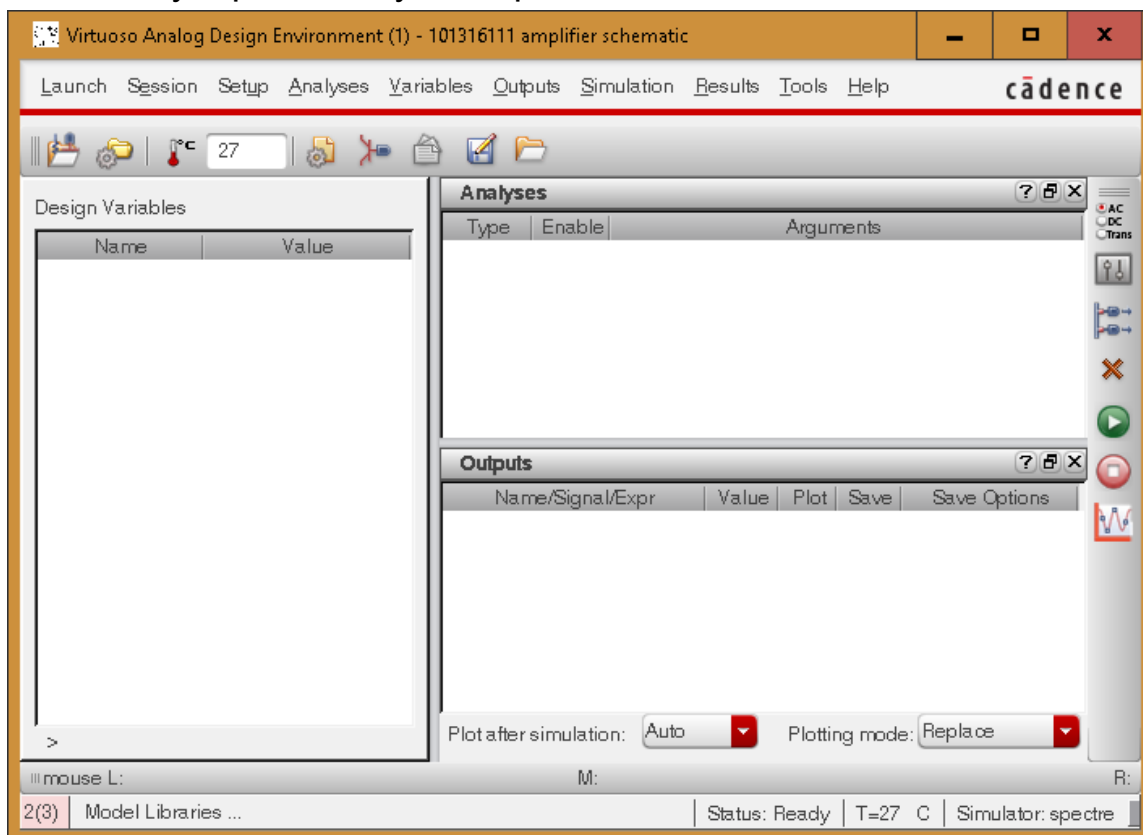 Virtuoso Analog Design Environment (1) - 101316111 amplifier schematic
Launch Session Setup Analyses Variables Outputs Simulation Results Tools Help cādence
°C 27
Design Variables
Name Value
Analyses
Type Enable Arguments
AC
DC
Trans
Outputs
Name/Signal/Expr Value Plot Save Save Options
>
Plot after simulation: Auto Plotting mode: Replace
mouse L: M: R:
2(3) Model Libraries ... Status: Ready T=27 C Simulator: spectre